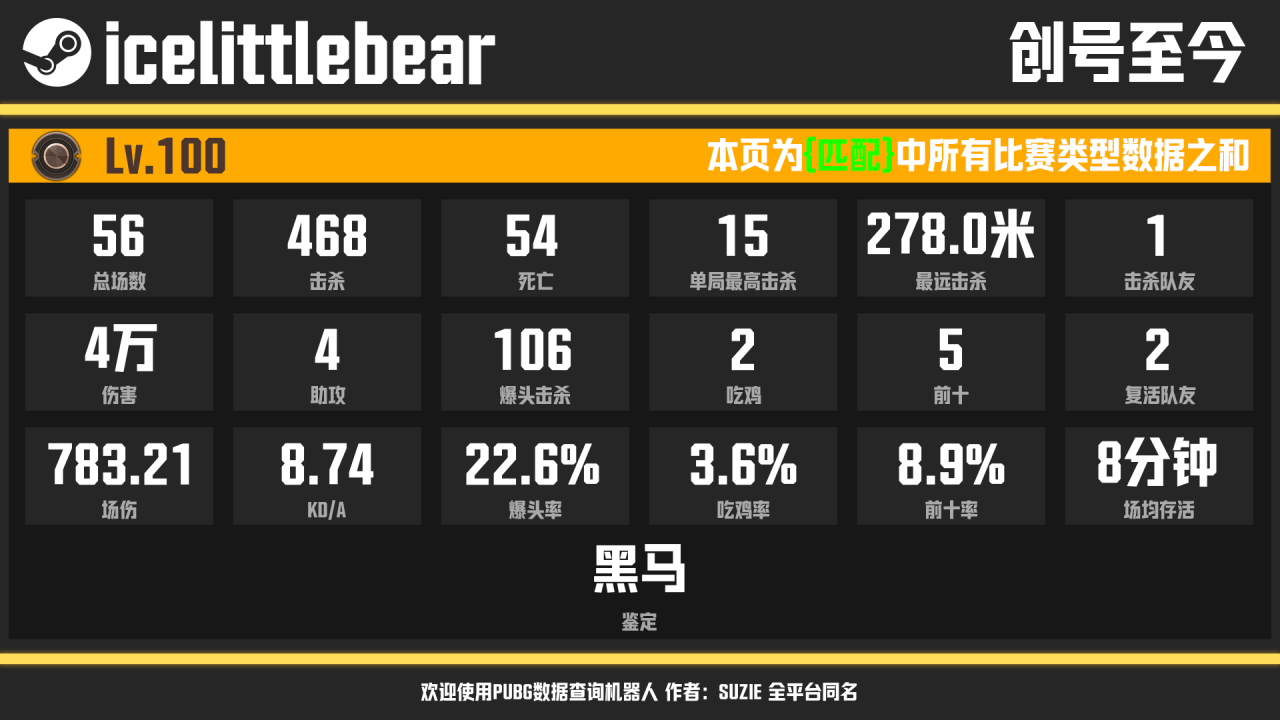 icelittlebear
创号至今
Lv.100
本页为{匹配}中所有比赛类型数据之和
56
总场数
468
击杀
54
死亡
15
单局最高击杀
278.0米
最远击杀
1
击杀队友
4万
伤害
4
助攻
106
爆头击杀
2
吃鸡
5
前十
2
复活队友
783.21
场伤
8.74
KD/A
22.6%
爆头率
3.6%
吃鸡率
8.9%
前十率
8分钟
场均存活
黑马
鉴定
欢迎使用PUBG数据查询机器人 作者：SUZIE 全平台同名